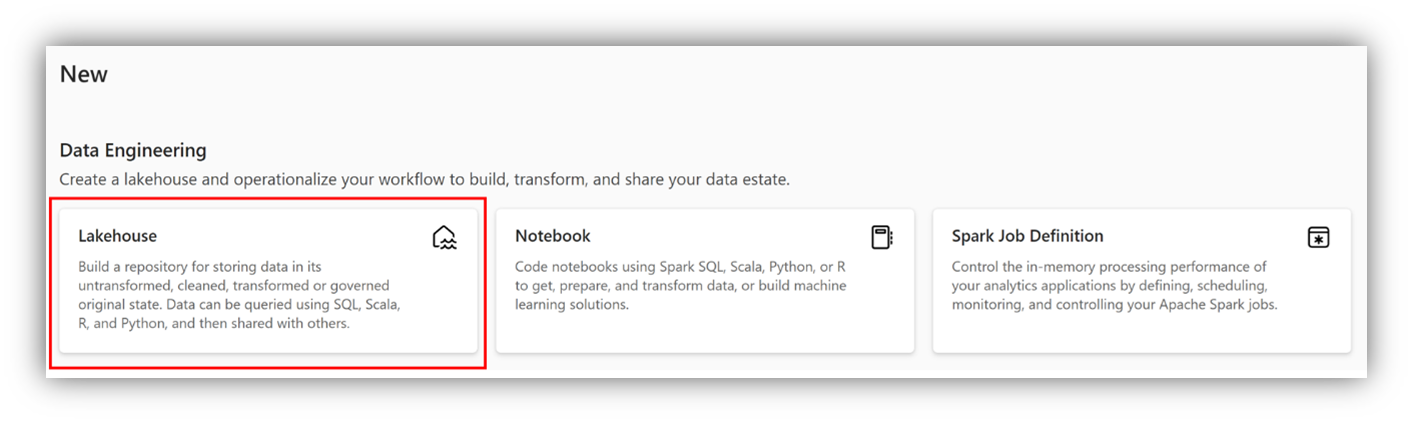 New
Data Engineering
Create a lakehouse and operationalize your workflow to build, transform, and share your data estate.
Lakehouse
Build a repository for storing data in its
untransformed, cleaned, transformed or governed
original state. Data can be queried using SQL, Scala,
R, and Python, and then shared with others.
Notebook
Code notebooks using Spark SQL, Scala, Python, or R
to get, prepare, and transform data, or build machine
learning solutions.
Spark Job Definition
Control the in-memory processing performance of
your analytics applications by defining, scheduling,
monitoring, and controlling your Apache Spark jobs.